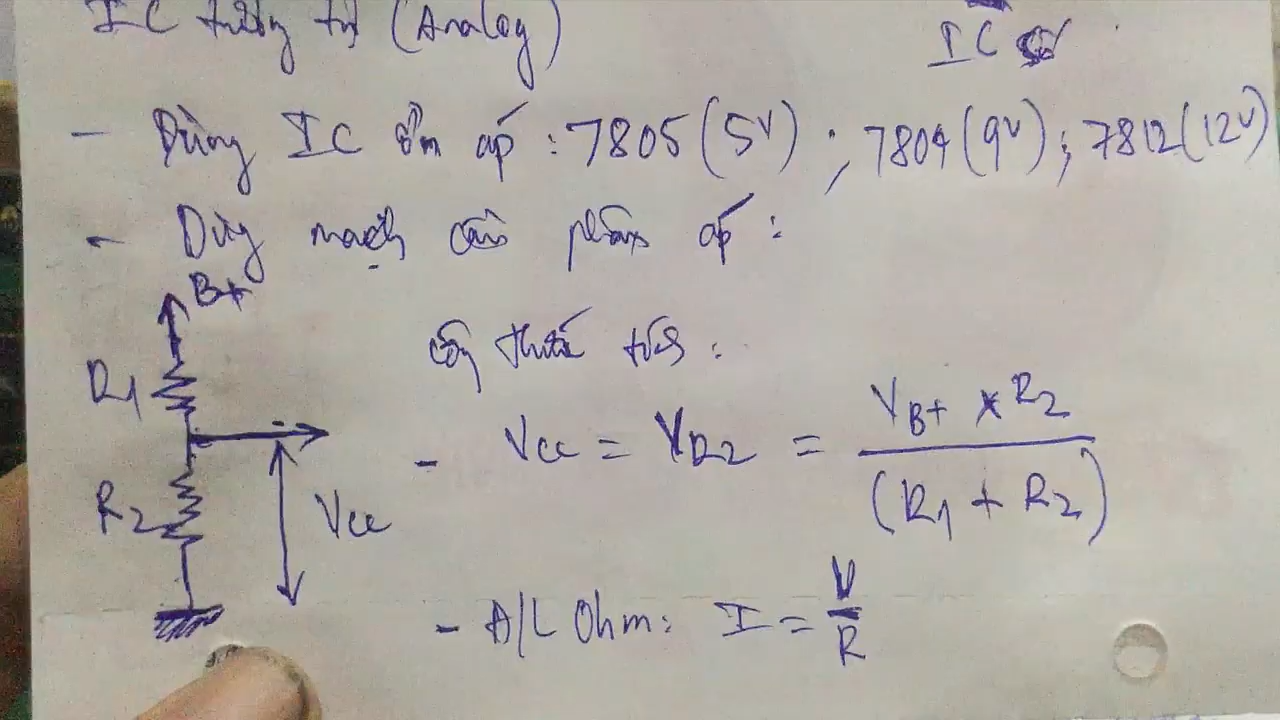 IC tương tự (Analog)
IC số
- Dùng IC ổn áp : 7805 (5V) ; 7809 (9V) ; 7812 (12V)
- Dùng mạch cầu phân áp :
B+
R1
R2
Vcc
Công thức tính :
- Vcc = VR2 = VB+ × R2
(R1 + R2)
- Đ/L Ohm: I = V
R